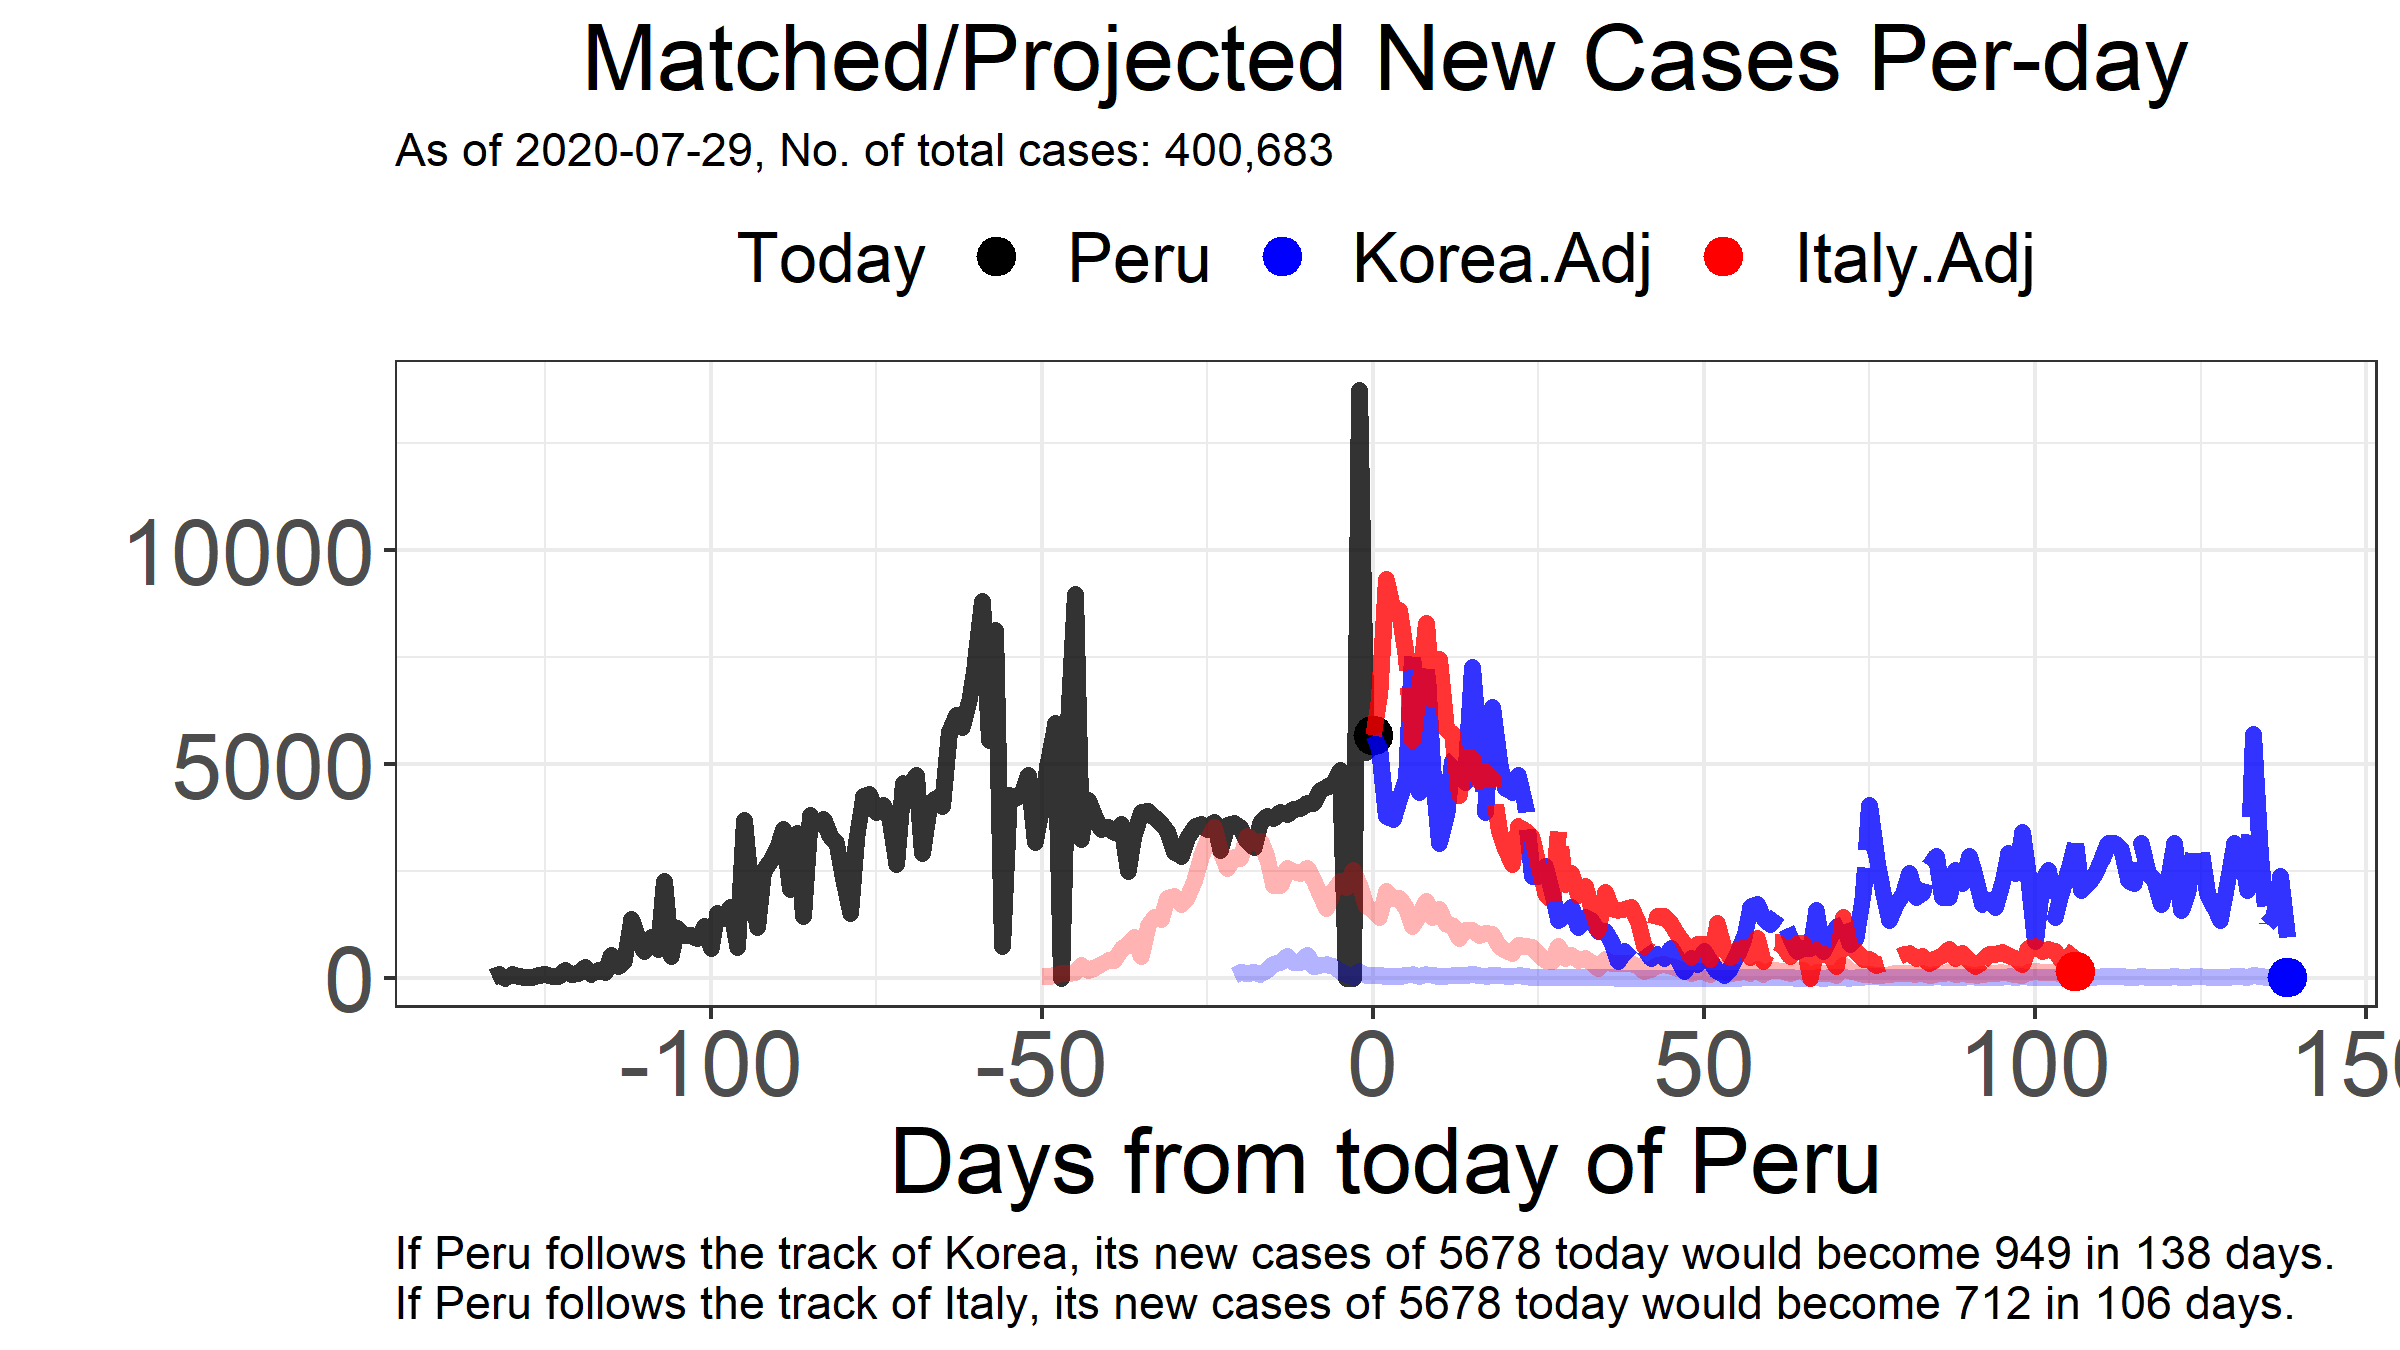 Matched/Projected New Cases Per-day
As of 2020-07-29, No. of total cases: 400,683
Today Peru Korea.Adj Italy.Adj
10000
5000
0
-100 -50 0 50 100
Days from today of Peru
If Peru follows the track of Korea, its new cases of 5678 today would become 949 in 138 days.
If Peru follows the track of Italy, its new cases of 5678 today would become 712 in 106 days.